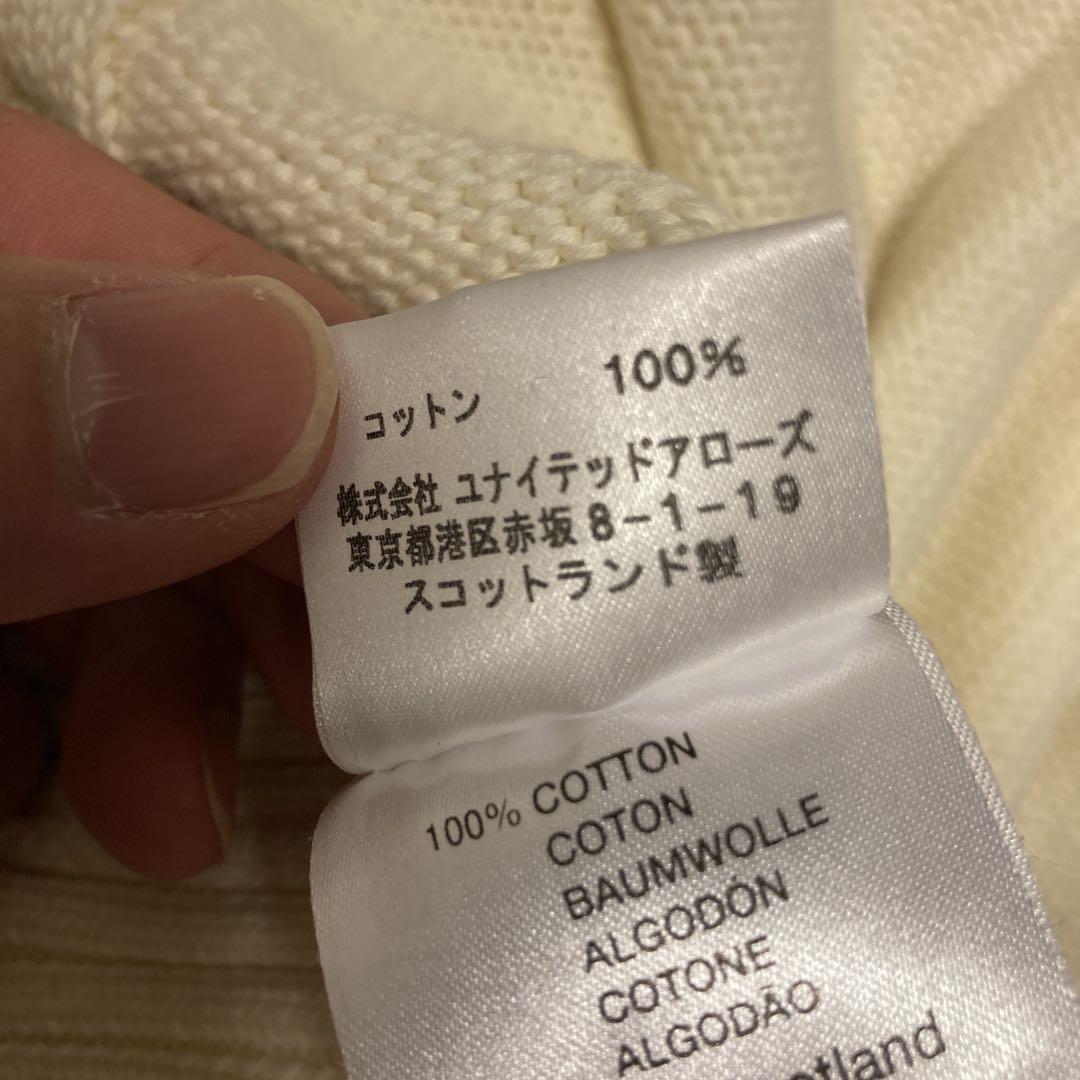 コットン 100%
株式会社 ユナイテッドアローズ
東京都港区赤坂8-1-19
スコットランド製
100% COTTON
COTON
BAUMWOLLE
ALGODÓN
COTONE
ALGODÃO